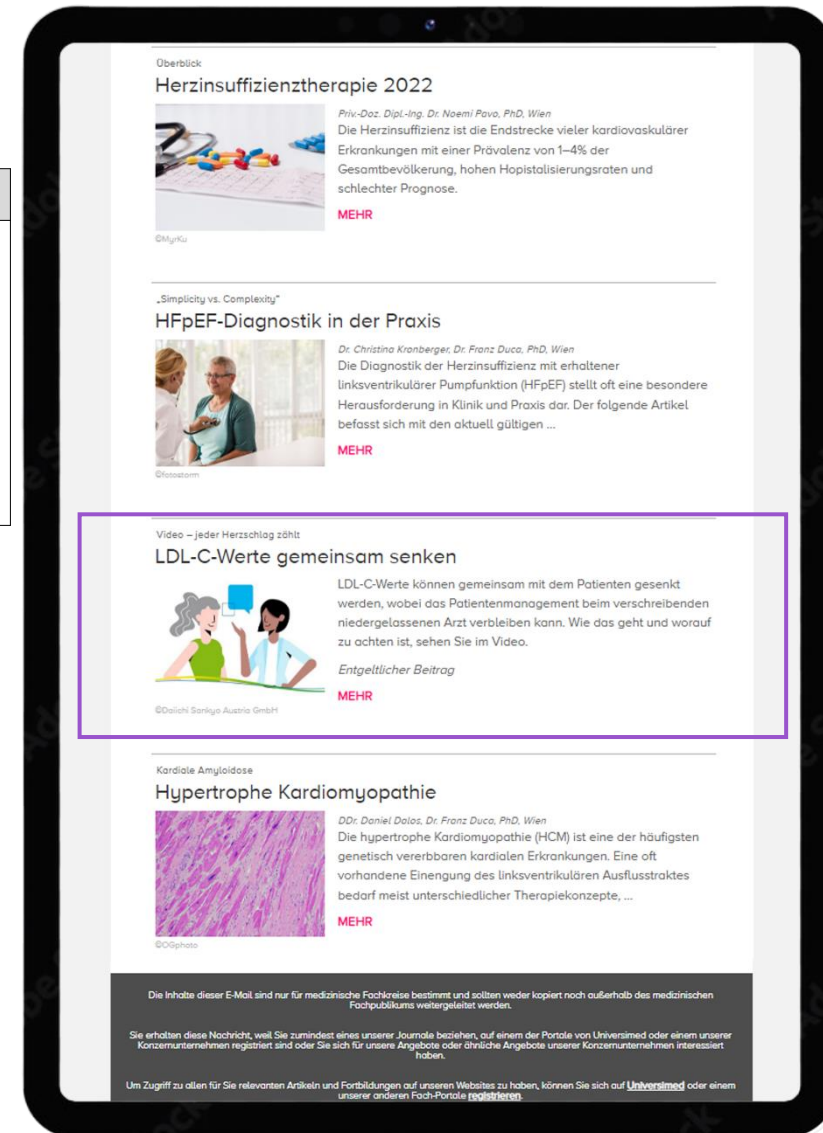 Überblick
Herzinsuffizienztherapie 2022
Priv.-Doz. Dipl.-Ing. Dr. Noemi Pavo, PhD, Wien
Die Herzinsuffizienz ist die Endstrecke vieler kardiovaskulärer
Erkrankungen mit einer Prävalenz von 1–4% der
Gesamtbevölkerung, hohen Hopistalisierungsraten und
schlechter Prognose.
MEHR
©MyrKu
„Simplicity vs. Complexity“
HFpEF-Diagnostik in der Praxis
Dr. Christina Kronberger, Dr. Franz Duca, PhD, Wien
Die Diagnostik der Herzinsuffizienz mit erhaltener
linksventrikulärer Pumpfunktion (HFpEF) stellt oft eine besondere
Herausforderung in Klinik und Praxis dar. Der folgende Artikel
befasst sich mit den aktuell gültigen ...
MEHR
©fotostorm
Video – jeder Herzschlag zählt
LDL-C-Werte gemeinsam senken
LDL-C-Werte können gemeinsam mit dem Patienten gesenkt
werden, wobei das Patientenmanagement beim verschreibenden
niedergelassenen Arzt verbleiben kann. Wie das geht und worauf
zu achten ist, sehen Sie im Video.
Entgeltlicher Beitrag
MEHR
©Daiichi Sankyo Austria GmbH
Kardiale Amyloidose
Hypertrophe Kardiomyopathie
DDr. Daniel Dalos, Dr. Franz Duca, PhD, Wien
Die hypertrophe Kardiomyopathie (HCM) ist eine der häufigsten
genetisch vererbbaren kardialen Erkrankungen. Eine oft
vorhandene Einengung des linksventrikulären Ausflusstraktes
bedarf meist unterschiedlicher Therapiekonzepte, ...
MEHR
©OGphoto
Die Inhalte dieser E-Mail sind nur für medizinische Fachkreise bestimmt und sollten weder kopiert noch außerhalb des medizinischen
Fachpublikums weitergeleitet werden.
Sie erhalten diese Nachricht, weil Sie zumindest eines unserer Journale beziehen, auf einem der Portale von Universimed oder einem unserer
Konzernunternehmen registriert sind oder Sie sich für unsere Angebote oder ähnliche Angebote unserer Konzernunternehmen interessiert
haben.
Um Zugriff zu allen für Sie relevanten Artikeln und Fortbildungen auf unseren Websites zu haben, können Sie sich auf Universimed oder einem
unserer anderen Fach-Portale registrieren.